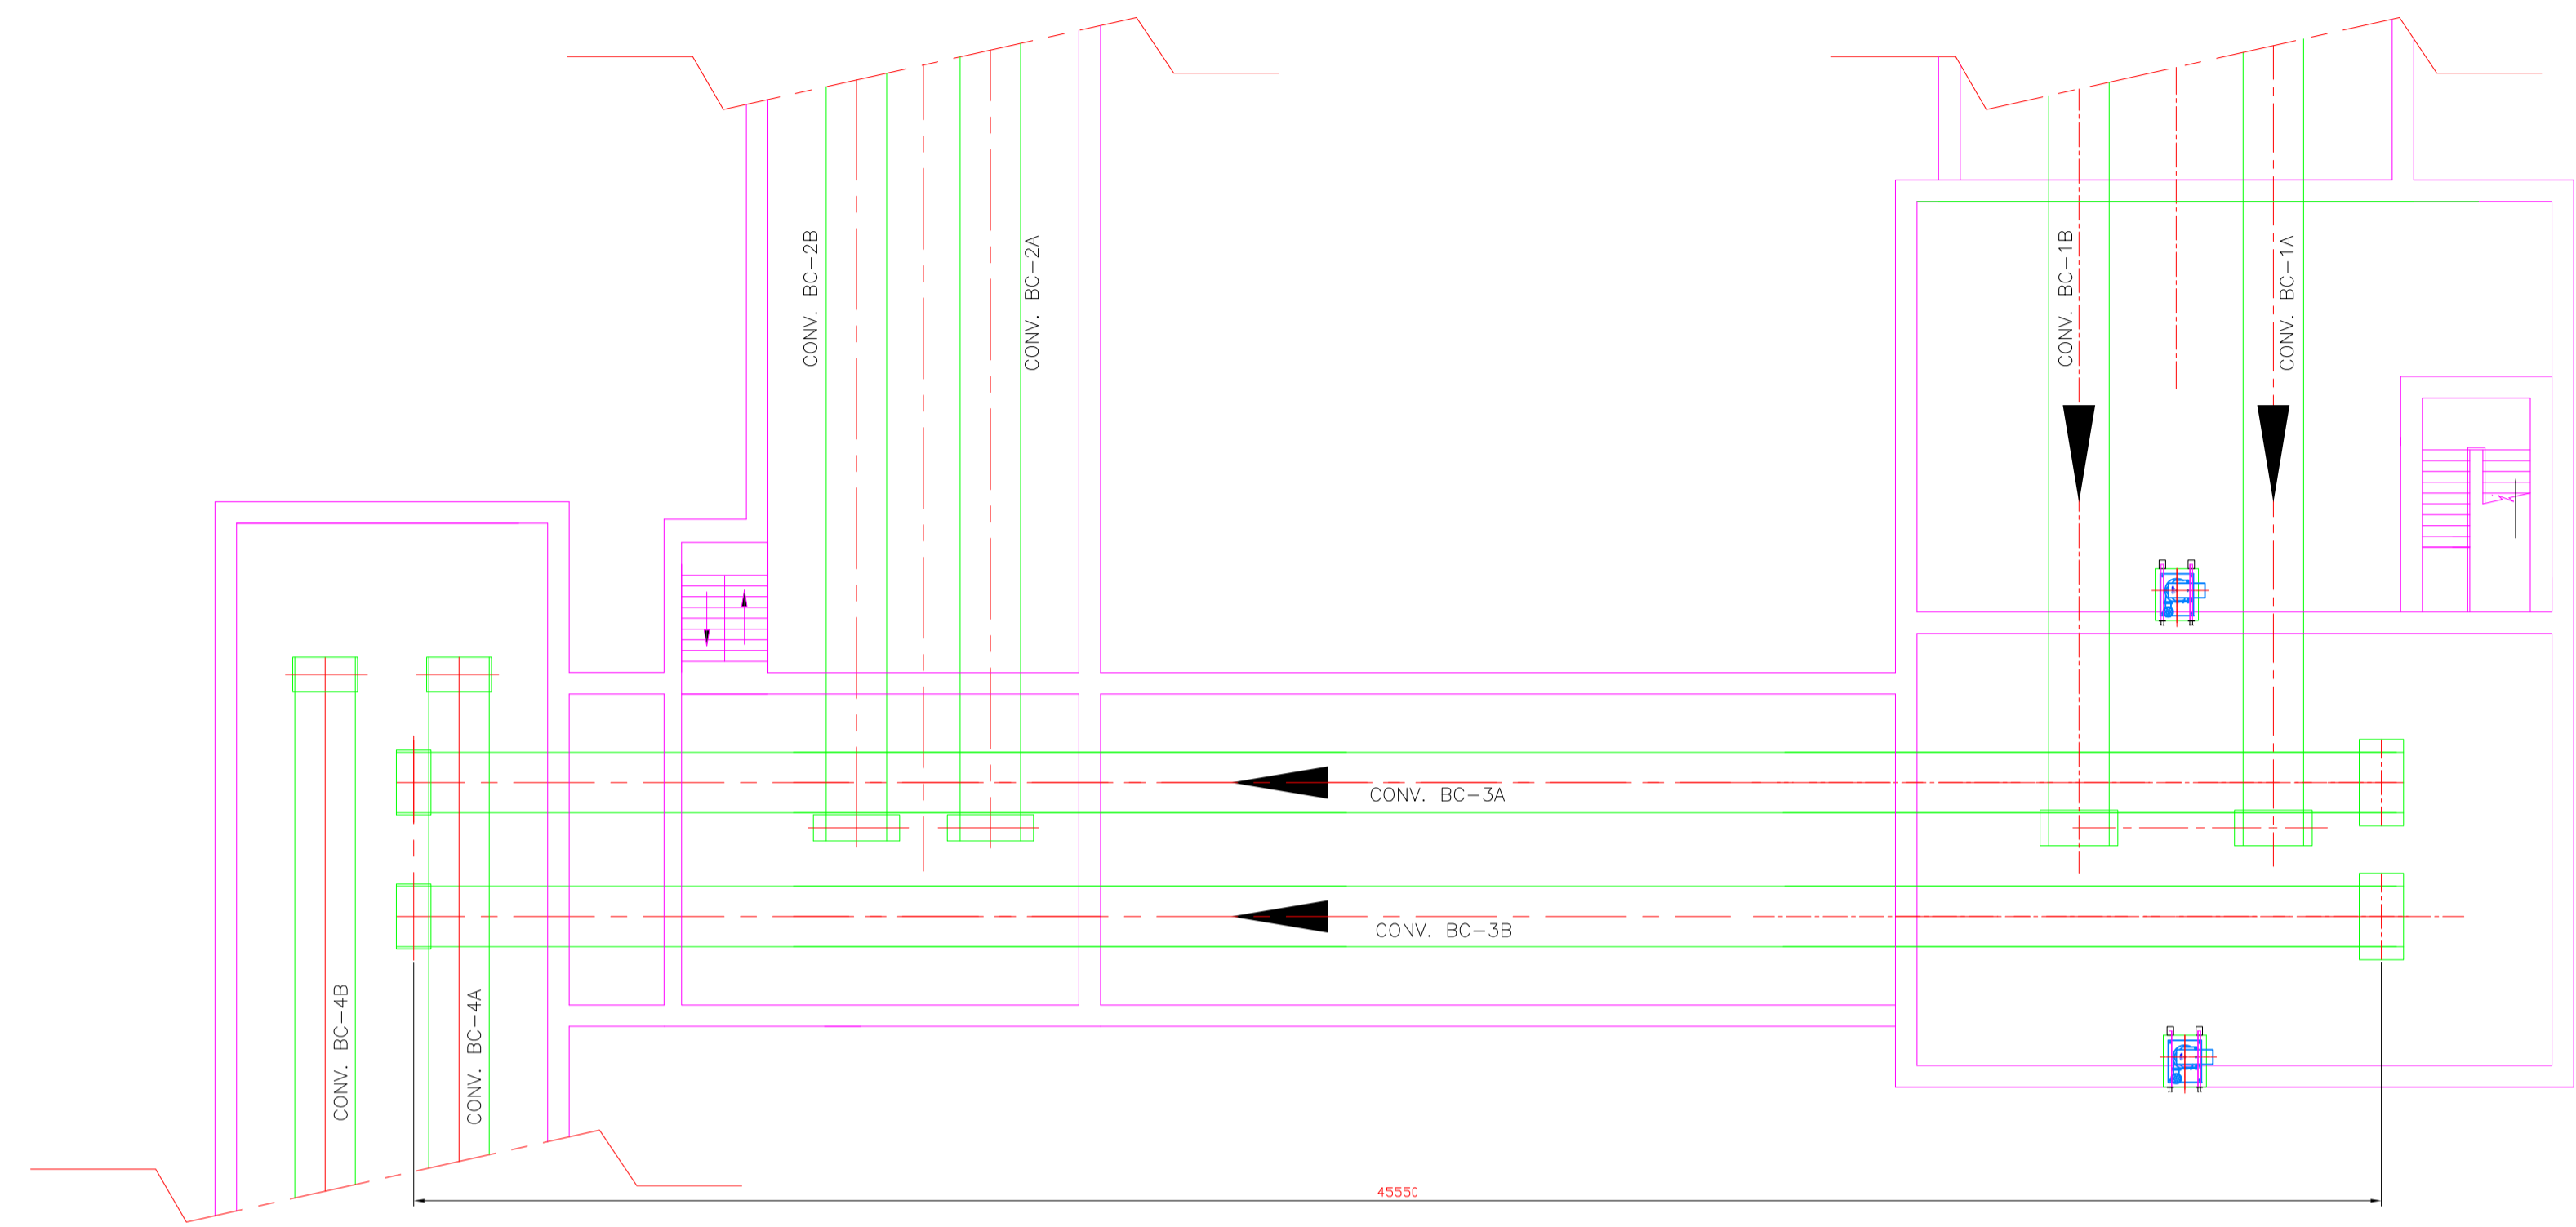 CONV. BC-2B
CONV. BC-2A
CONV. BC-1B
CONV. BC-1A
CONV. BC-3A
CONV. BC-3B
CONV. BC-4B
CONV. BC-4A
45550